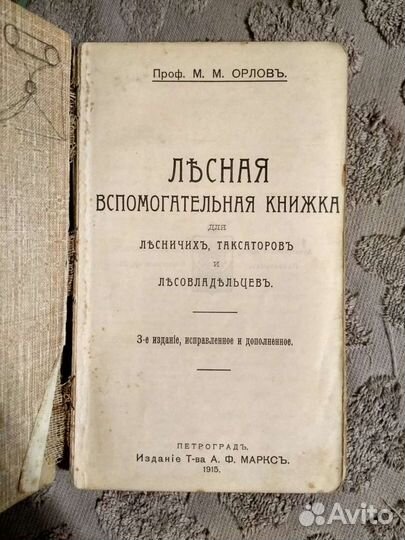 Проф. М. М. ОРЛОВЪ.
ЛѢСНАЯ
ВСПОМОГАТЕЛЬНАЯ КНИЖКА
ДЛЯ
ЛѢСНИЧИХЪ, ТАКСАТОРОВЪ
И
ЛѢСОВЛАДѢЛЬЦЕВЪ.
3-е изданіе, исправленное и дополненное.
ПЕТРОГРАДЪ.
Изданіе Т-ва А. Ф. МАРКСЪ.
1915.
Avito